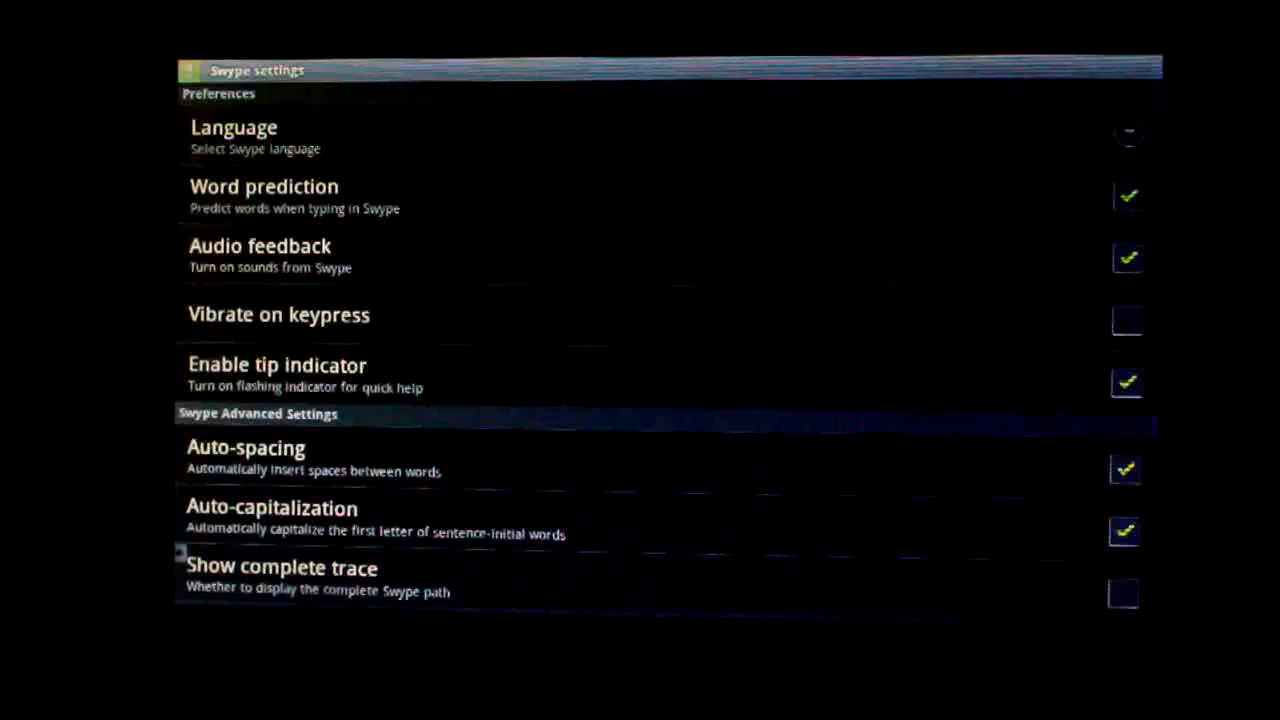 Swype settings
Preferences
Language
Select Swype language
Word prediction
Predict words when typing in Swype
Audio feedback
Turn on sounds from Swype
Vibrate on keypress
Enable tip indicator
Turn on flashing indicator for quick help
Swype Advanced Settings
Auto-spacing
Automatically insert spaces between words
Auto-capitalization
Automatically capitalize the first letter of sentence-initial words
Show complete trace
Whether to display the complete Swype path